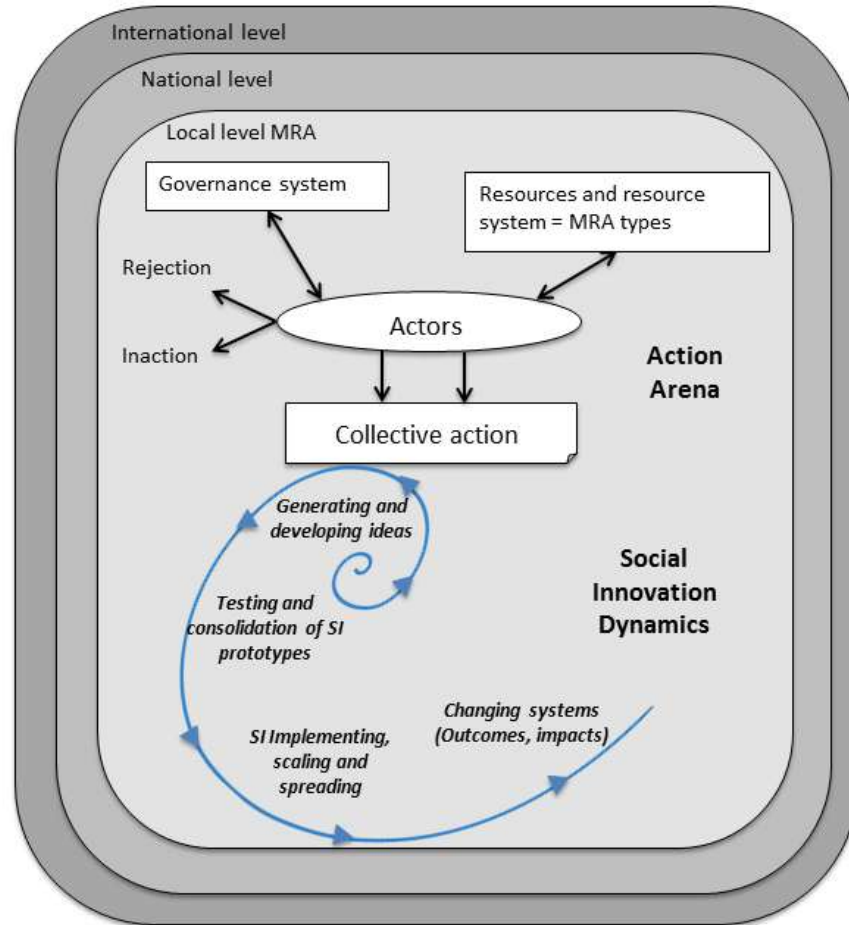 International level
National level
Local level MRA
Governance system
Resources and resource
system = MRA types
Rejection
Inaction
Actors
Action
Arena
Collective action
Generating and
developing ideas
Social
Innovation
Dynamics
Testing and
consolidation of SI
prototypes
Changing systems
(Outcomes, impacts)
SI Implementing,
scaling and
spreading